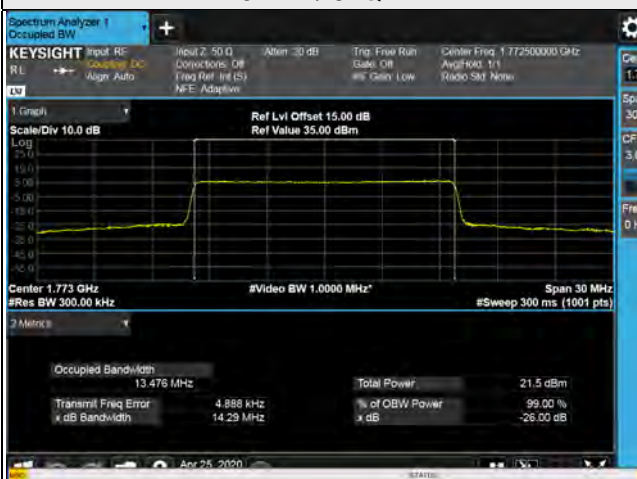 Spectrum Analyzer 1
Occupied BW
+
KEYSIGHT Input: RF Input Z: 50 Ω Atten: 30 dB Trig: Free Run Center Freq: 1.772500000 GHz
RL Coupling: DC Corrections: Off Gate: Off Avg/Hold: 1/1
Align: Auto Freq Ref: Int (S) #IF Gain: Low Radio Std: None
NFE: Adaptive
1 Graph
Ref Lvl Offset 15.00 dB
Scale/Div 10.0 dB Ref Value 35.00 dBm
Log
25.0
15.0
5.00
-5.00
-15.0
-25.0
-35.0
-45.0
-55.0
Center 1.773 GHz #Video BW 1.0000 MHz* Span 30 MHz
#Res BW 300.00 kHz #Sweep 300 ms (1001 pts)
2 Metrics
Occupied Bandwidth
13.476 MHz Total Power 21.5 dBm
Transmit Freq Error 4.888 kHz % of OBW Power 99.00 %
x dB Bandwidth 14.29 MHz x dB -26.00 dB
Apr 25, 2020
STATUS